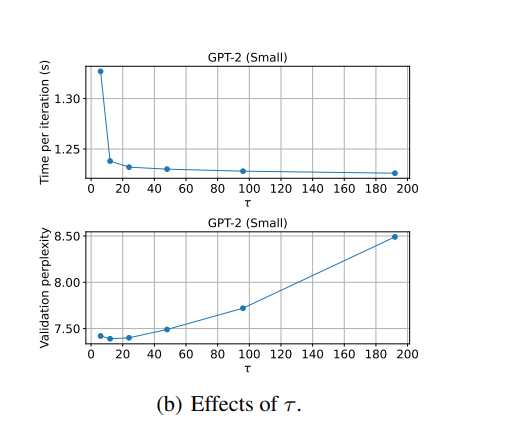 GPT-2 (Small)
Time per iteration (s)
1.30
1.25
0 20 40 60 80 100 120 140 160 180 200
τ
GPT-2 (Small)
Validation perplexity
8.50
8.00
7.50
0 20 40 60 80 100 120 140 160 180 200
τ
(b) Effects of τ.